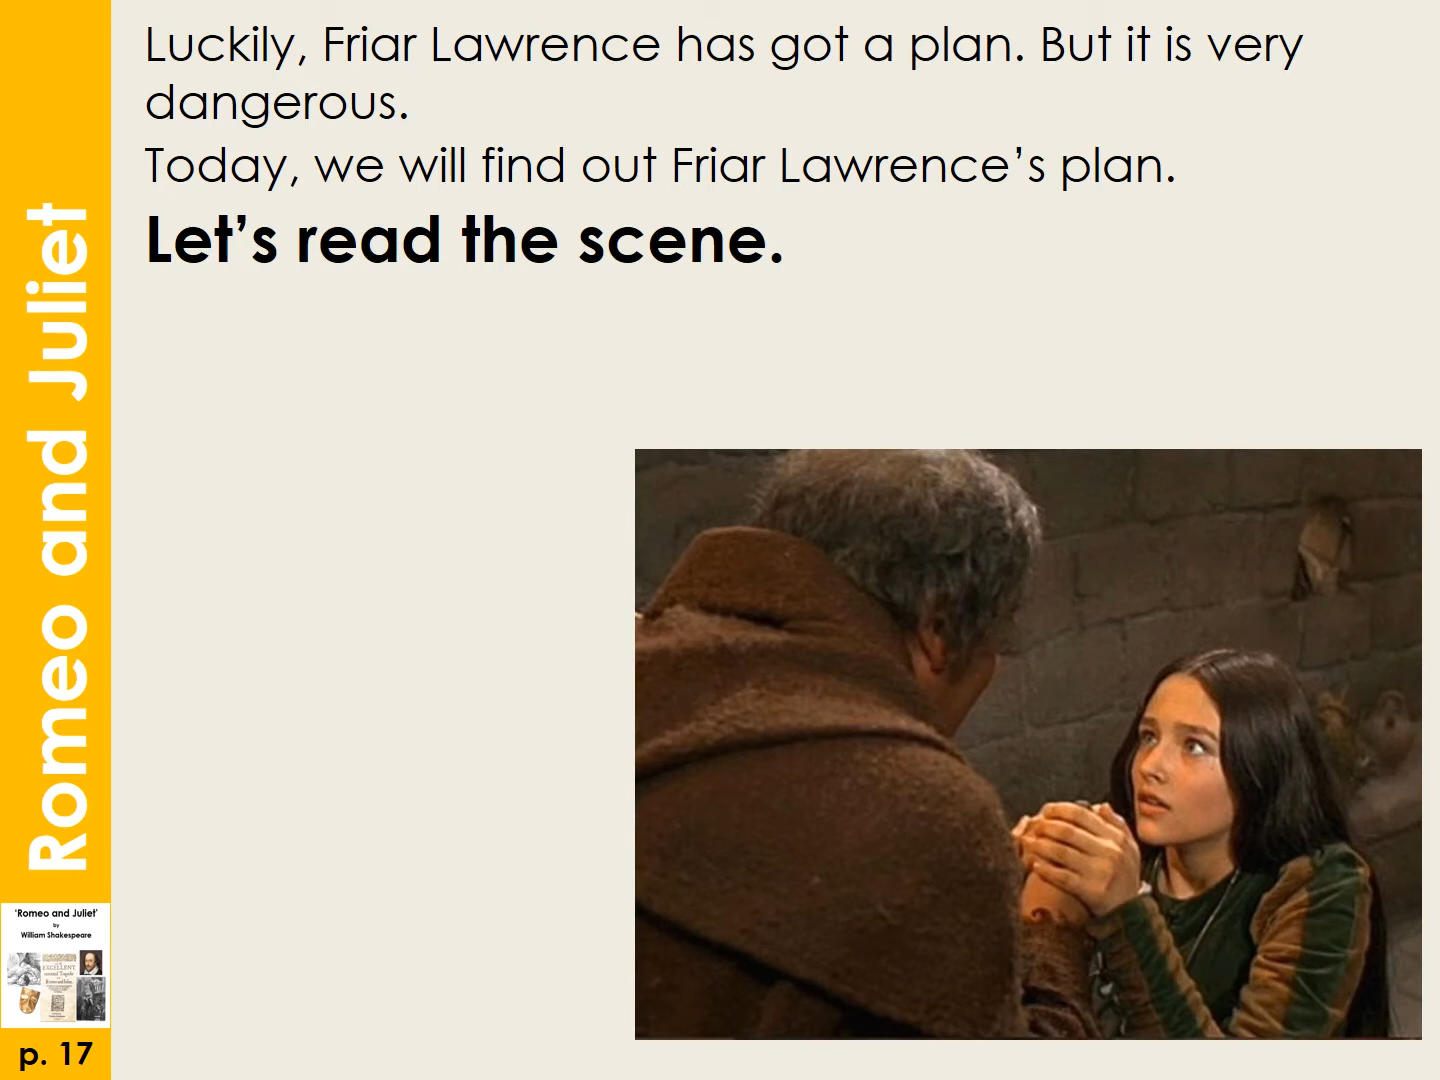 Luckily, Friar Lawrence has got a plan. But it is very
dangerous.
Today, we will find out Friar Lawrence’s plan.
Let’s read the scene.
Romeo and Juliet
‘Romeo and Juliet’
by
William Shakespeare
EXCELLENT
p. 17